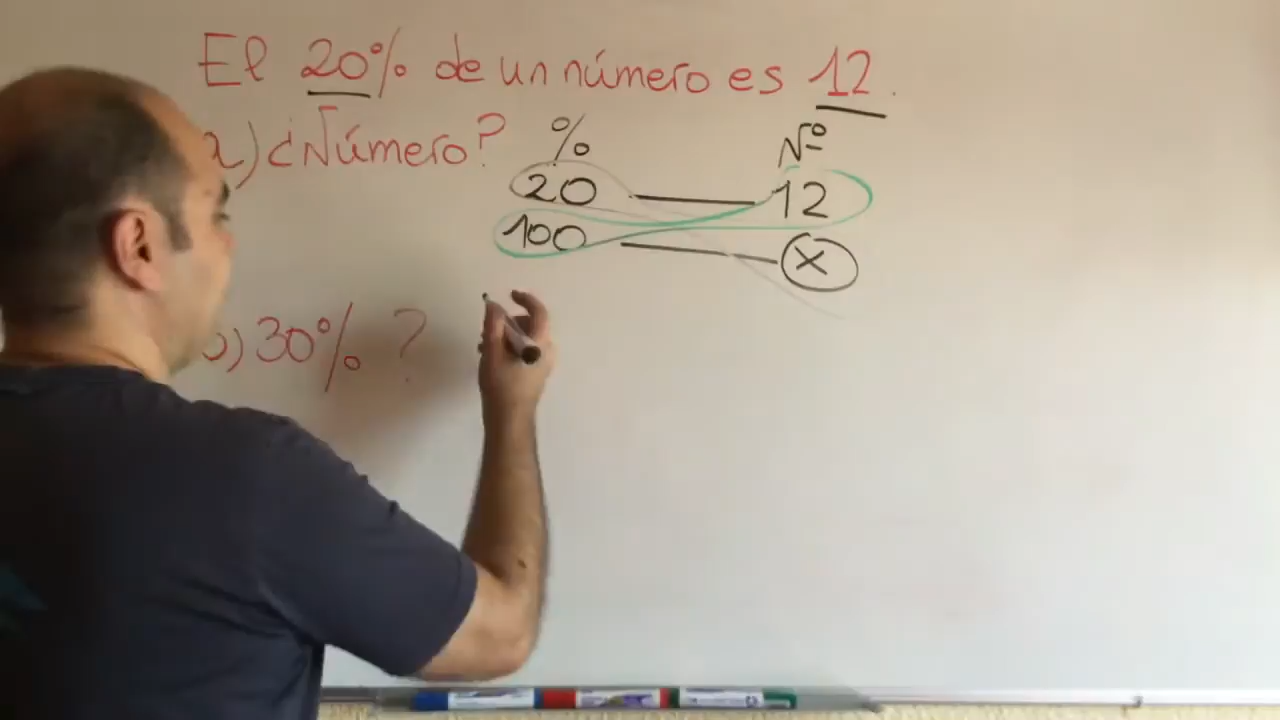 El 20% de un número es 12.
a) ¿Número?
% Nº
20 — 12
100 — x
b) 30% ?